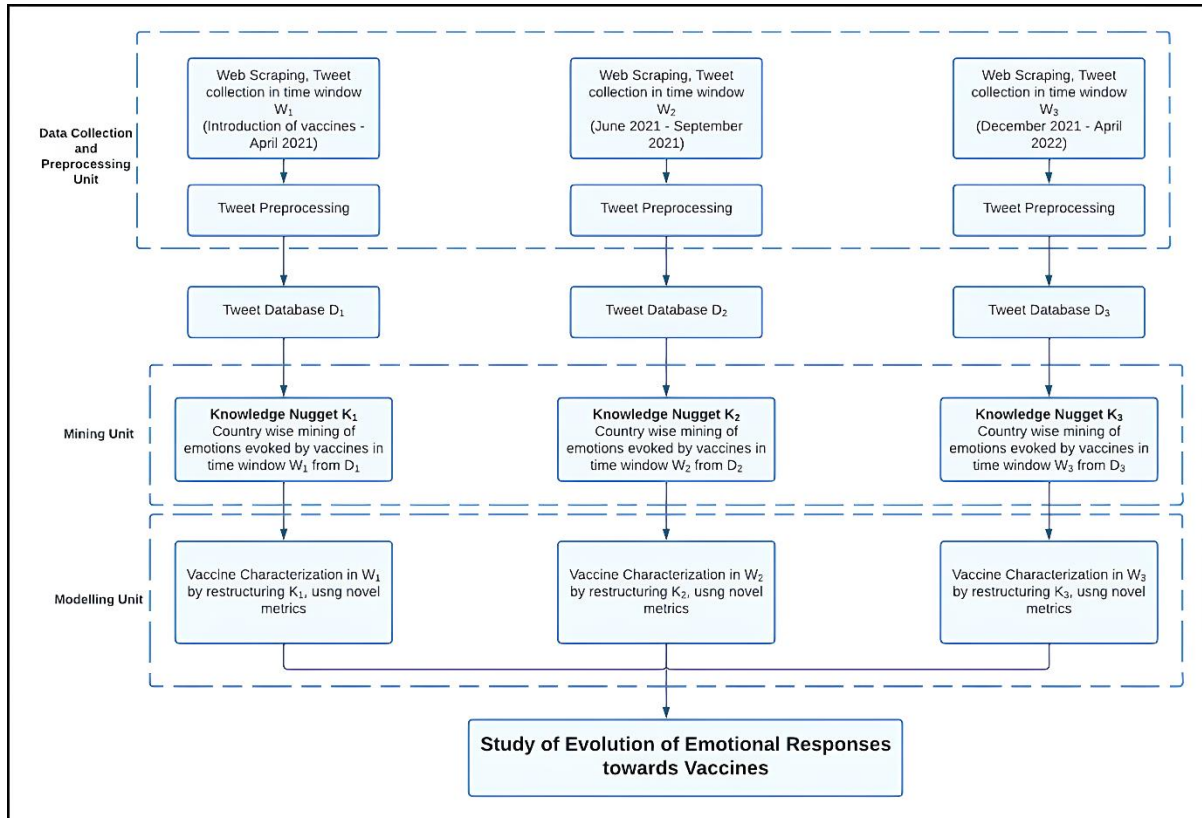 Web Scraping, Tweet
collection in time window
W₁
(Introduction of vaccines -
April 2021)
Web Scraping, Tweet
collection in time window
W₂
(June 2021 - September
2021)
Web Scraping, Tweet
collection in time window
W₃
(December 2021 - April
2022)
Data Collection
and
Preprocessing
Unit
Tweet Preprocessing
Tweet Preprocessing
Tweet Preprocessing
Tweet Database D₁
Tweet Database D₂
Tweet Database D₃
Mining Unit
Knowledge Nugget K₁
Country wise mining of
emotions evoked by vaccines in
time window W₁ from D₁
Knowledge Nugget K₂
Country wise mining of
emotions evoked by vaccines in
time window W₂ from D₂
Knowledge Nugget K₃
Country wise mining of
emotions evoked by vaccines in
time window W₃ from D₃
Modelling Unit
Vaccine Characterization in W₁
by restructuring K₁, usng novel
metrics
Vaccine Characterization in W₂
by restructuring K₂, usng novel
metrics
Vaccine Characterization in W₃
by restructuring K₃, usng novel
metrics
Study of Evolution of Emotional Responses
towards Vaccines